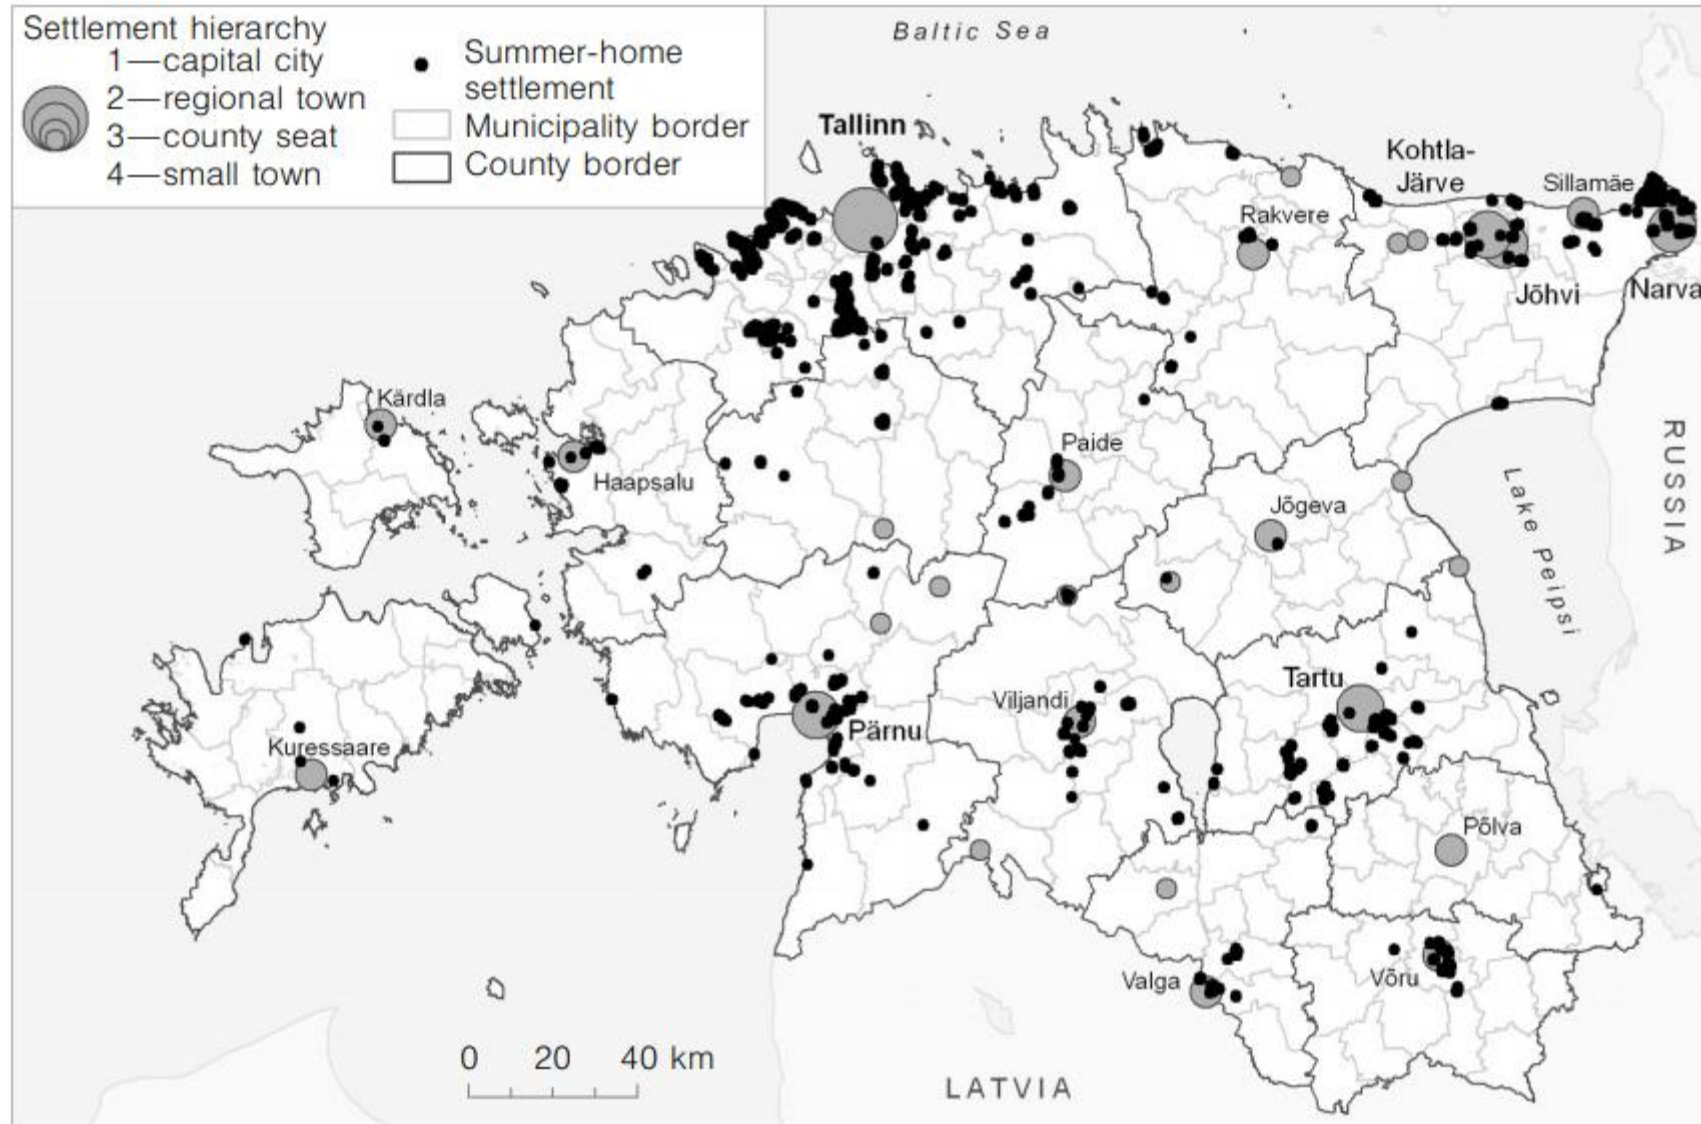 Settlement hierarchy
1—capital city
2—regional town
3—county seat
4—small town
Summer-home
settlement
Municipality border
County border
Baltic Sea
Tallinn
Kohtla-
Järve
Sillamäe
Rakvere
Jõhvi
Narva
Kärdla
Haapsalu
Paide
Jõgeva
Lake Peipsi
RUSSIA
Kuressaare
Pärnu
Viljandi
Tartu
Põlva
Valga
Võru
0 20 40 km
LATVIA